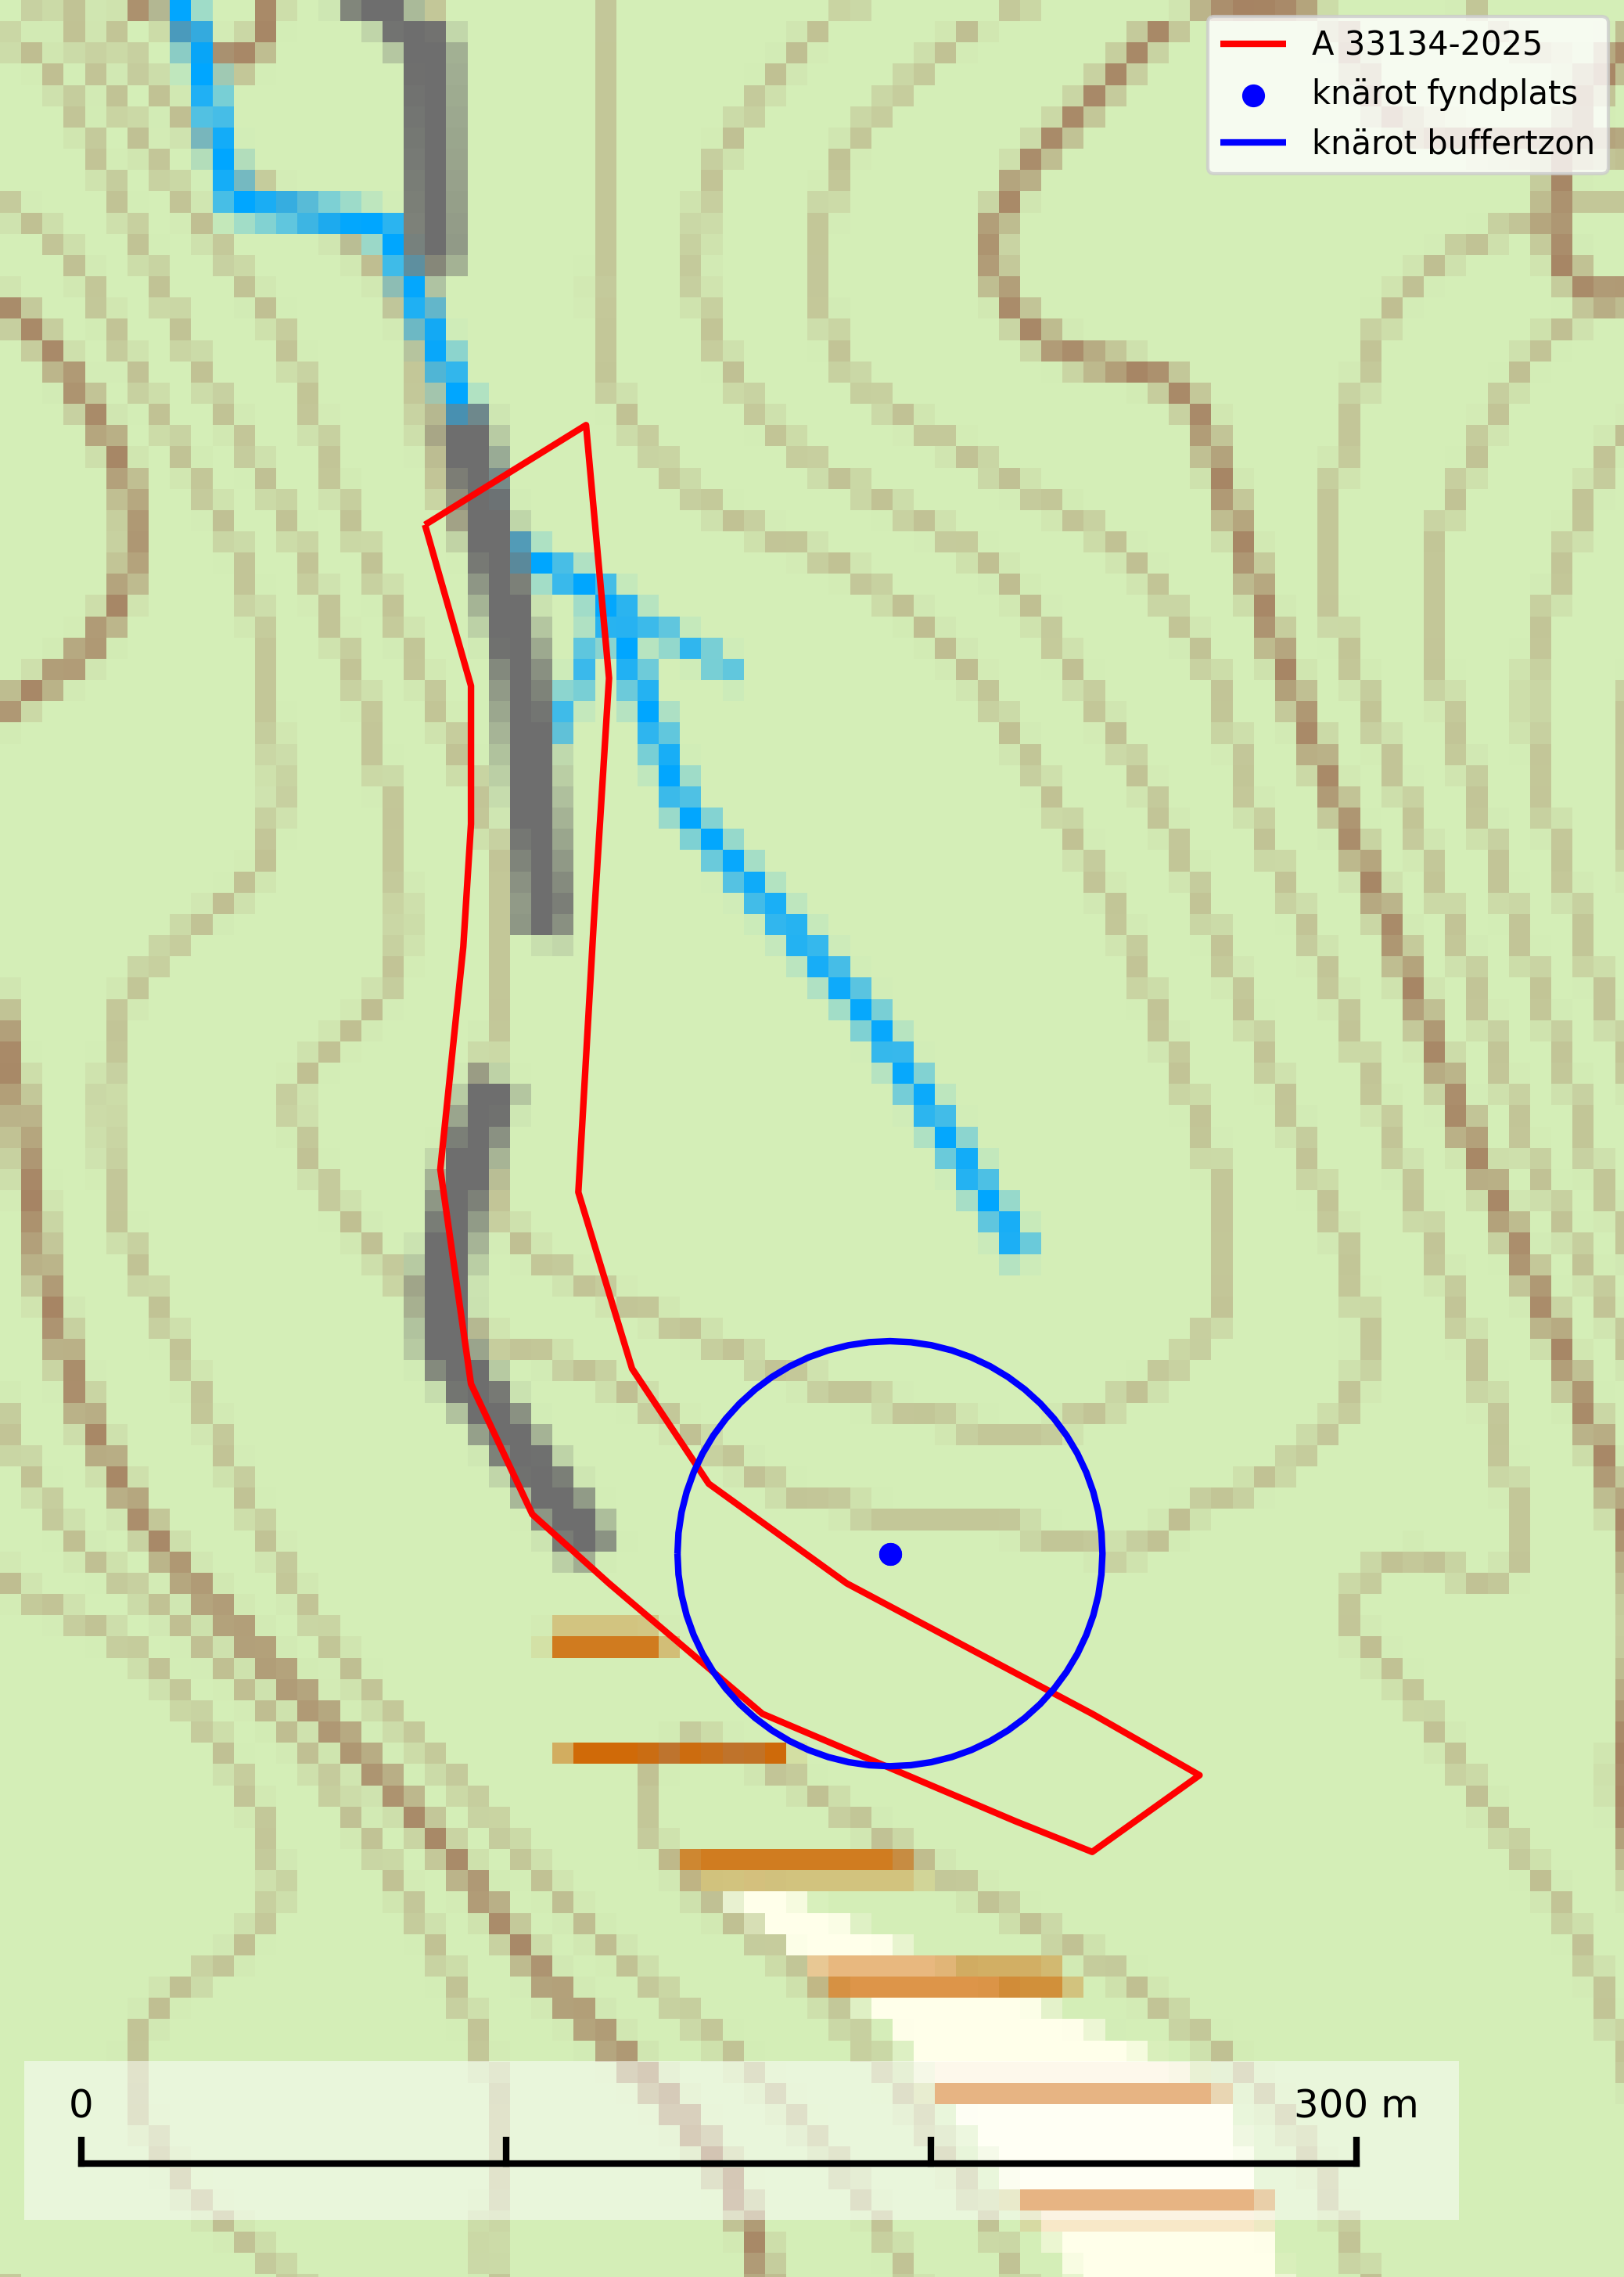 A 33134-2025
knärot fyndplats
knärot buffertzon
0 300 m